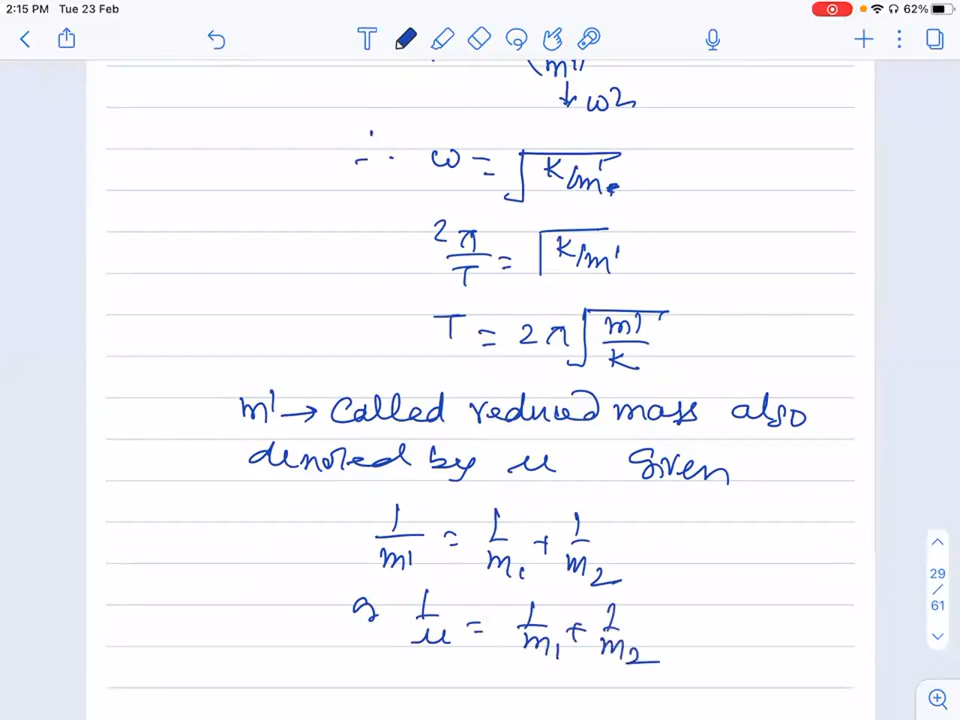 2:15 PM Tue 23 Feb 62%
T
(m')
↓ ω2
∴ ω = √K/m'
2π/T = √K/m'
T = 2π√m'/K
m' → Called reduced mass also
denoted by μ Given
1/m' = 1/m1 + 1/m2
1/μ = 1/m1 + 1/m2
29
/
61